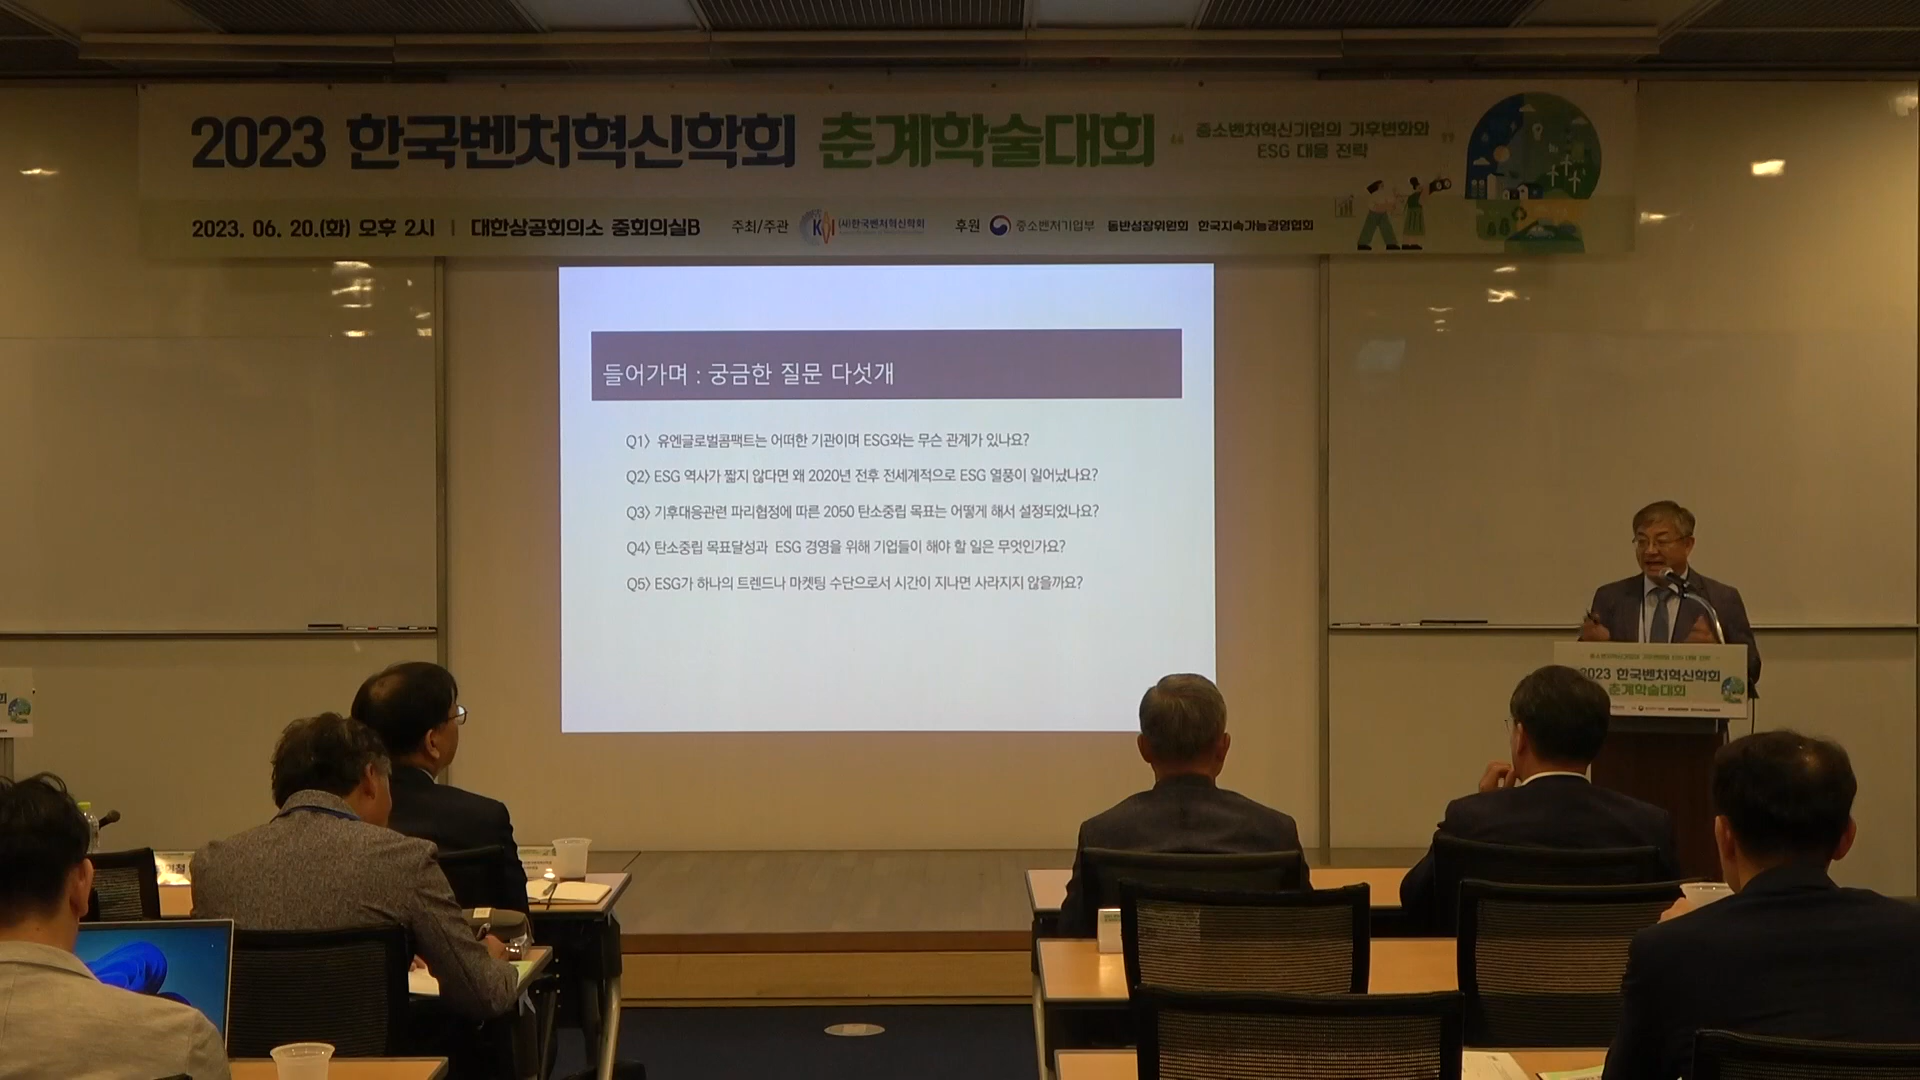 2023 한국벤처혁신학회 춘계학술대회
“ 중소벤처혁신기업의 기후변화와 ”
ESG 대응 전략
2023. 06. 20.(화) 오후 2시 | 대한상공회의소 중회의실B 주최/주관 (사)한국벤처혁신학회 후원 중소벤처기업부 동반성장위원회 한국지속가능경영협회
들어가며 : 궁금한 질문 다섯개
Q1> 유엔글로벌콤팩트는 어떠한 기관이며 ESG와는 무슨 관계가 있나요?
Q2> ESG 역사가 짧지 않다면 왜 2020년 전후 전세계적으로 ESG 열풍이 일어났나요?
Q3> 기후대응관련 파리협정에 따른 2050 탄소중립 목표는 어떻게 해서 설정되었나요?
Q4> 탄소중립 목표달성과 ESG 경영을 위해 기업들이 해야 할 일은 무엇인가요?
Q5> ESG가 하나의 트렌드나 마켓팅 수단으로서 시간이 지나면 사라지지 않을까요?
2023 한국벤처혁신학회
춘계학술대회